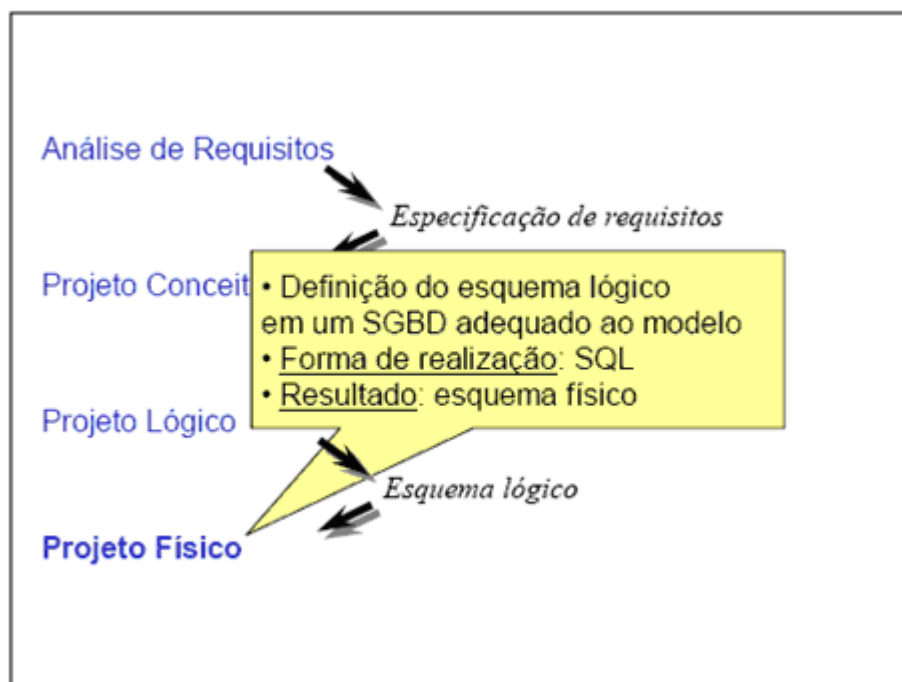 Análise de Requisitos
Especificação de requisitos
Projeto Conceit
• Definição do esquema lógico
em um SGBD adequado ao modelo
• Forma de realização: SQL
• Resultado: esquema físico
Projeto Lógico
Esquema lógico
Projeto Físico